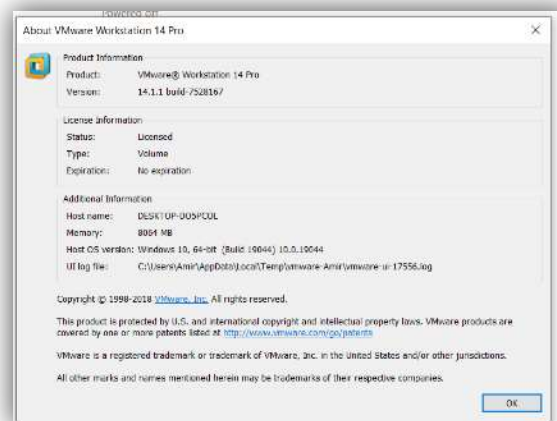 Powered off
About VMware Workstation 14 Pro
Product Information
Product: VMware® Workstation 14 Pro
Version: 14.1.1 build-7528167
License Information
Status: Licensed
Type: Volume
Expiration: No expiration
Additional Information
Host name: DESKTOP-DO5PCUL
Memory: 8064 MB
Host OS version: Windows 10, 64-bit (Build 19044) 10.0.19044
UI log file: C:\Users\Amir\AppData\Local\Temp\vmware-Amir\vmware-ui-17556.log
Copyright © 1998-2018 VMware, Inc. All rights reserved.
This product is protected by U.S. and international copyright and intellectual property laws. VMware products are
covered by one or more patents listed at http://www.vmware.com/go/patents
VMware is a registered trademark or trademark of VMware, Inc. in the United States and/or other jurisdictions.
All other marks and names mentioned herein may be trademarks of their respective companies.
OK